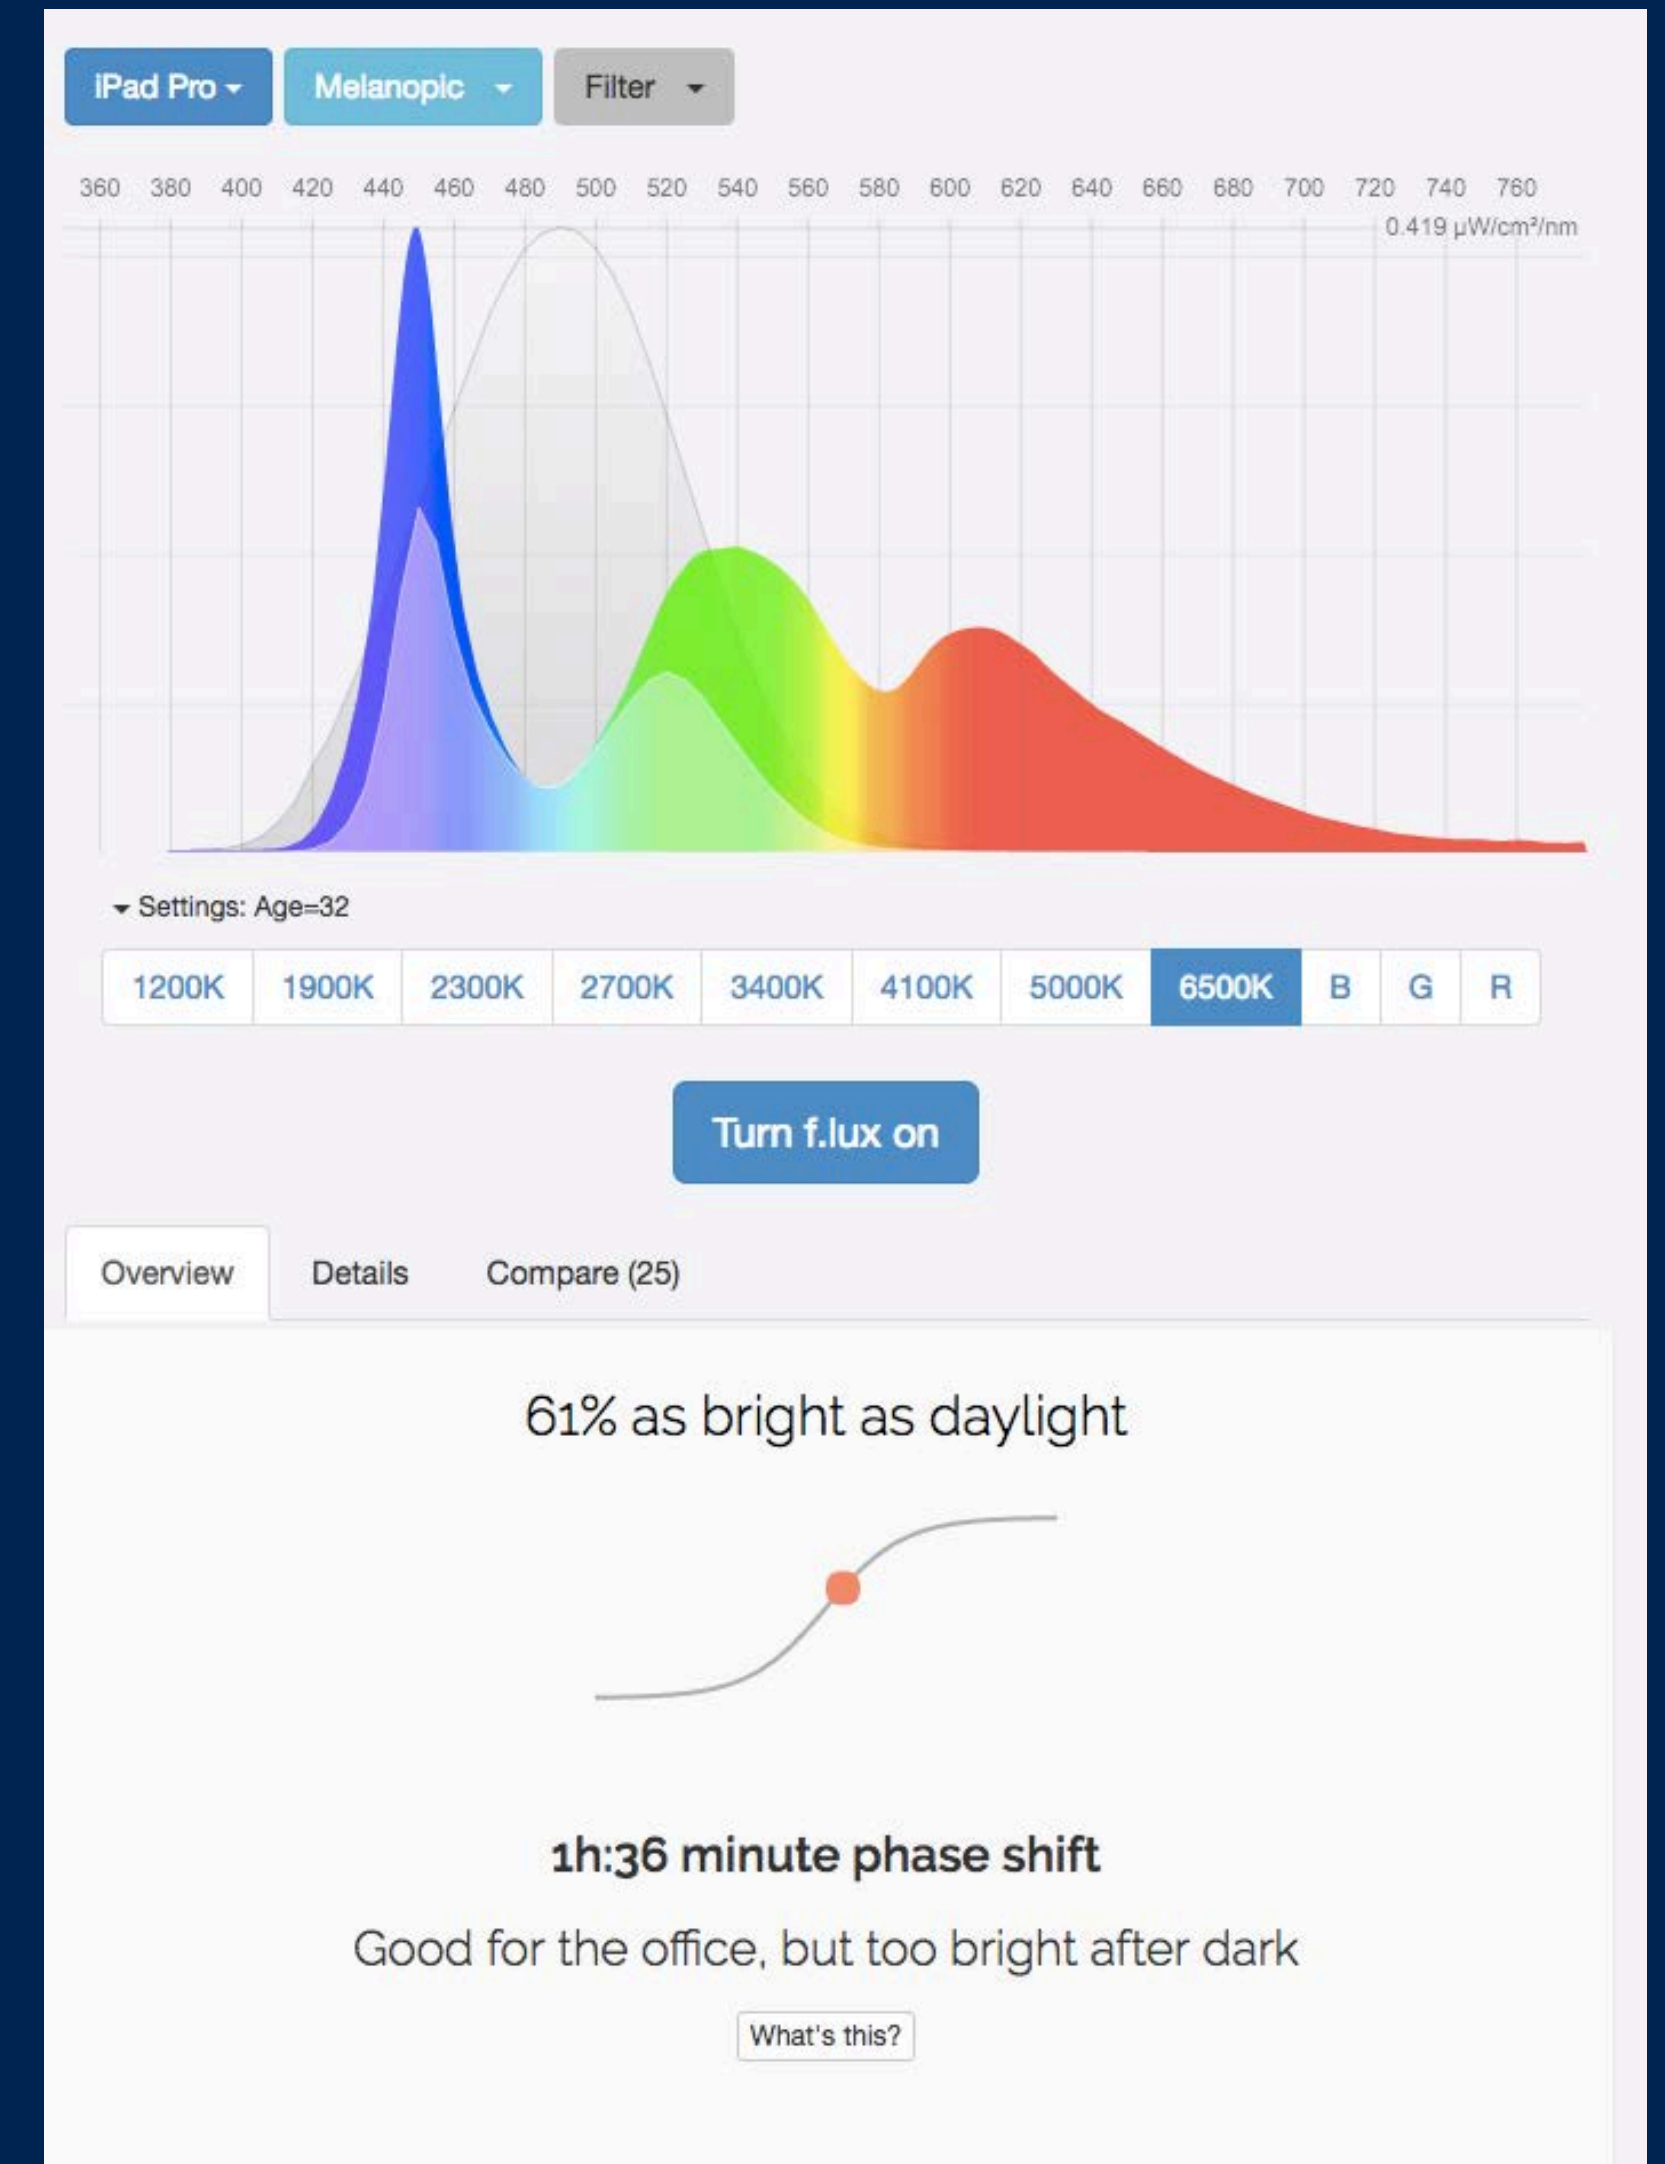 iPad Pro Melanopic Filter
360 380 400 420 440 460 480 500 520 540 560 580 600 620 640 660 680 700 720 740 760
0.419 μW/cm²/nm
Settings: Age=32
1200K 1900K 2300K 2700K 3400K 4100K 5000K 6500K B G R
Turn f.lux on
Overview Details Compare (25)
61% as bright as daylight
1h:36 minute phase shift
Good for the office, but too bright after dark
What's this?